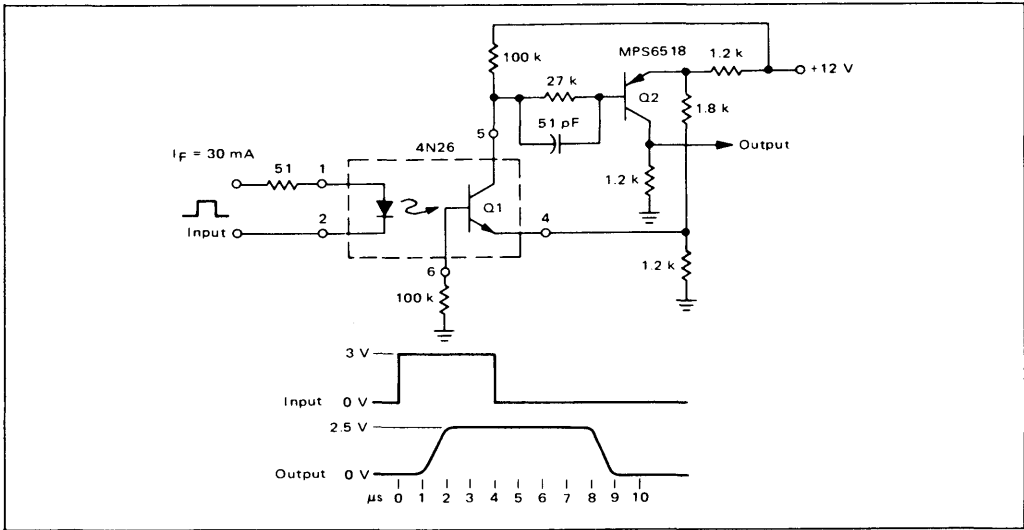 100 k
MPS6518
1.2 k
+12 V
27 k
Q2
1.8 k
51 pF
5
4N26
Output
I_F = 30 mA
51
1
1.2 k
Q1
2
4
Input
6
1.2 k
100 k
3 V
Input 0 V
2.5 V
Output 0 V
μs 0 1 2 3 4 5 6 7 8 9 10